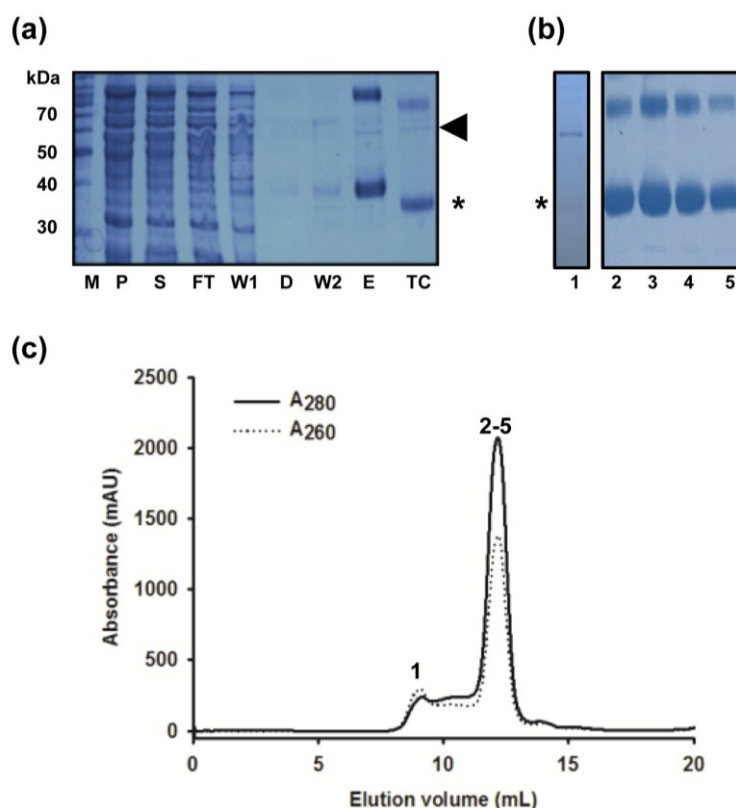 (a)
kDa
70
50
40
30
*
M P S FT W1 D W2 E TC
(b)
*
1 2 3 4 5
(c)
2500
2000
1500
1000
500
0
Absorbance (mAU)
A280
A260
1
2-5
0 5 10 15 20
Elution volume (mL)